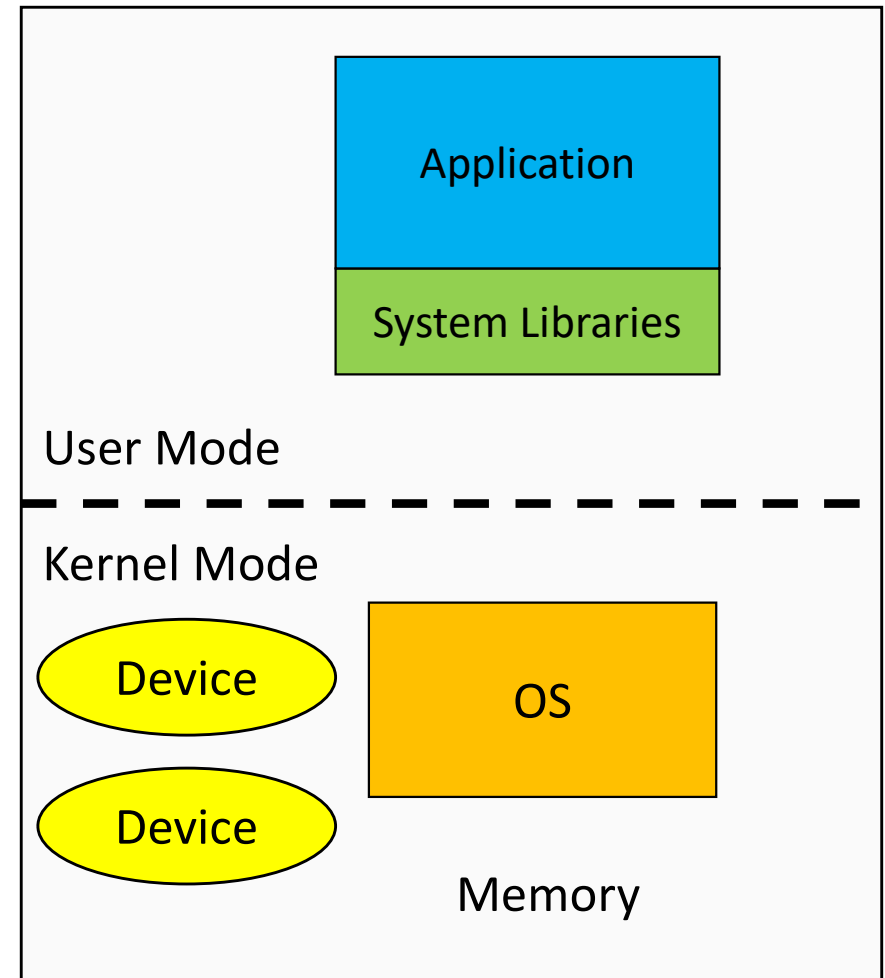 Application
System Libraries
User Mode
Kernel Mode
Device
OS
Device
Memory